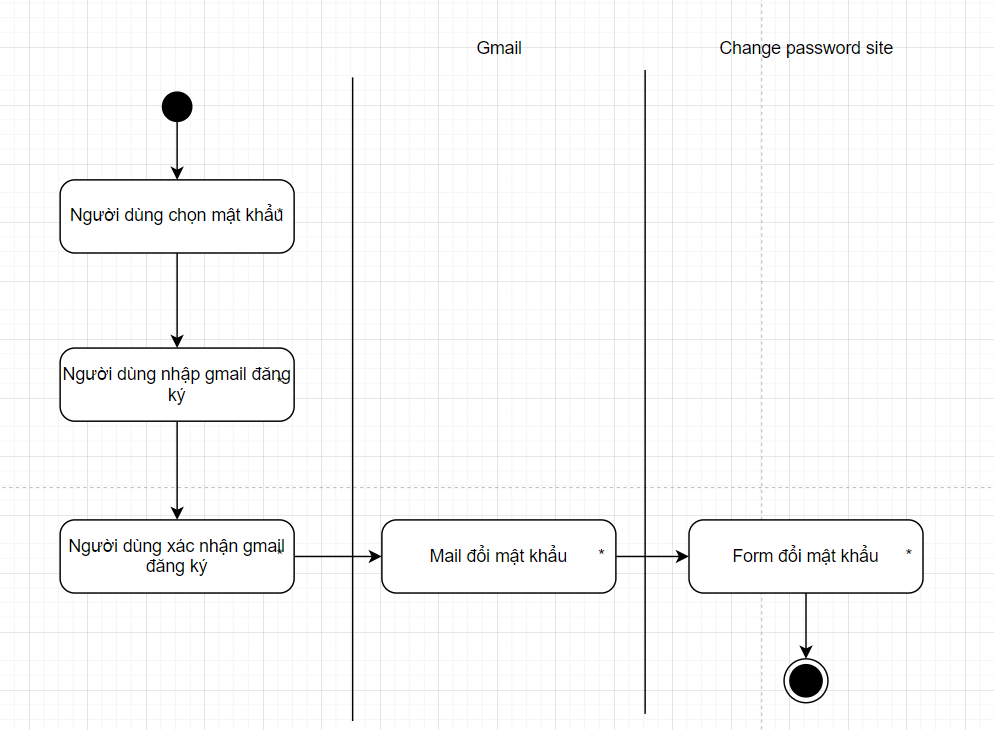 Gmail
Change password site
Người dùng chọn mật khẩu
*
Người dùng nhập gmail đăng
ký
*
Người dùng xác nhận gmail
đăng ký
*
Mail đổi mật khẩu *
Form đổi mật khẩu *